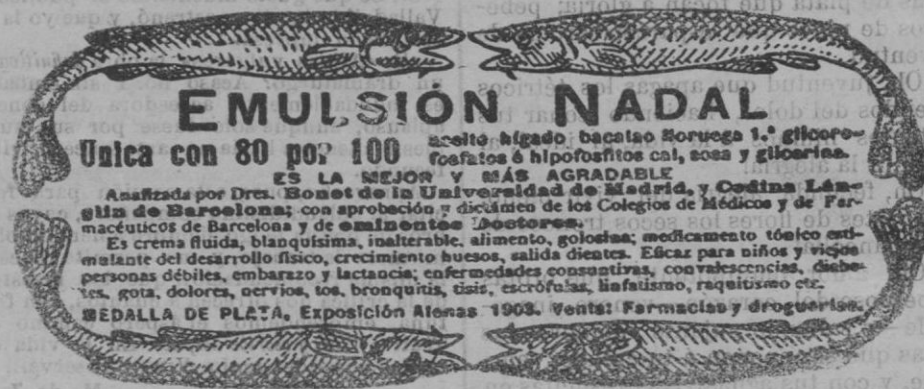 EMULSIÓN NADAL
Unica con 80 por 100 aceite hígado bacalao Noruega 1.ª glicero-
fosfatos é hipofosfitos cal, sosa y glicerina.
ES LA MEJOR Y MÁS AGRADABLE
Analizada por Dres. Bonet de la Universidad de Madrid, y Codina Lán-
glin de Barcelona; con aprobación y dictámen de los Colegios de Médicos y de Far-
macéuticos de Barcelona y de eminentes Doctores.
Es crema fluida, blanquísima, inalterable, alimento, golosina; medicamento tónico esti-
mulante del desarrollo físico, crecimiento huesos, salida dientes. Eficaz para niños y viejos
personas débiles, embarazo y lactancia; enfermedades consuntivas, convalescencias, diabe-
tes, gota, dolores, nervios, tos, bronquitis, tisis, escrófulas, linfatismo, raquitismo etc.
MEDALLA DE PLATA, Exposición Atenas 1903. Venta: Farmacias y droguerías.